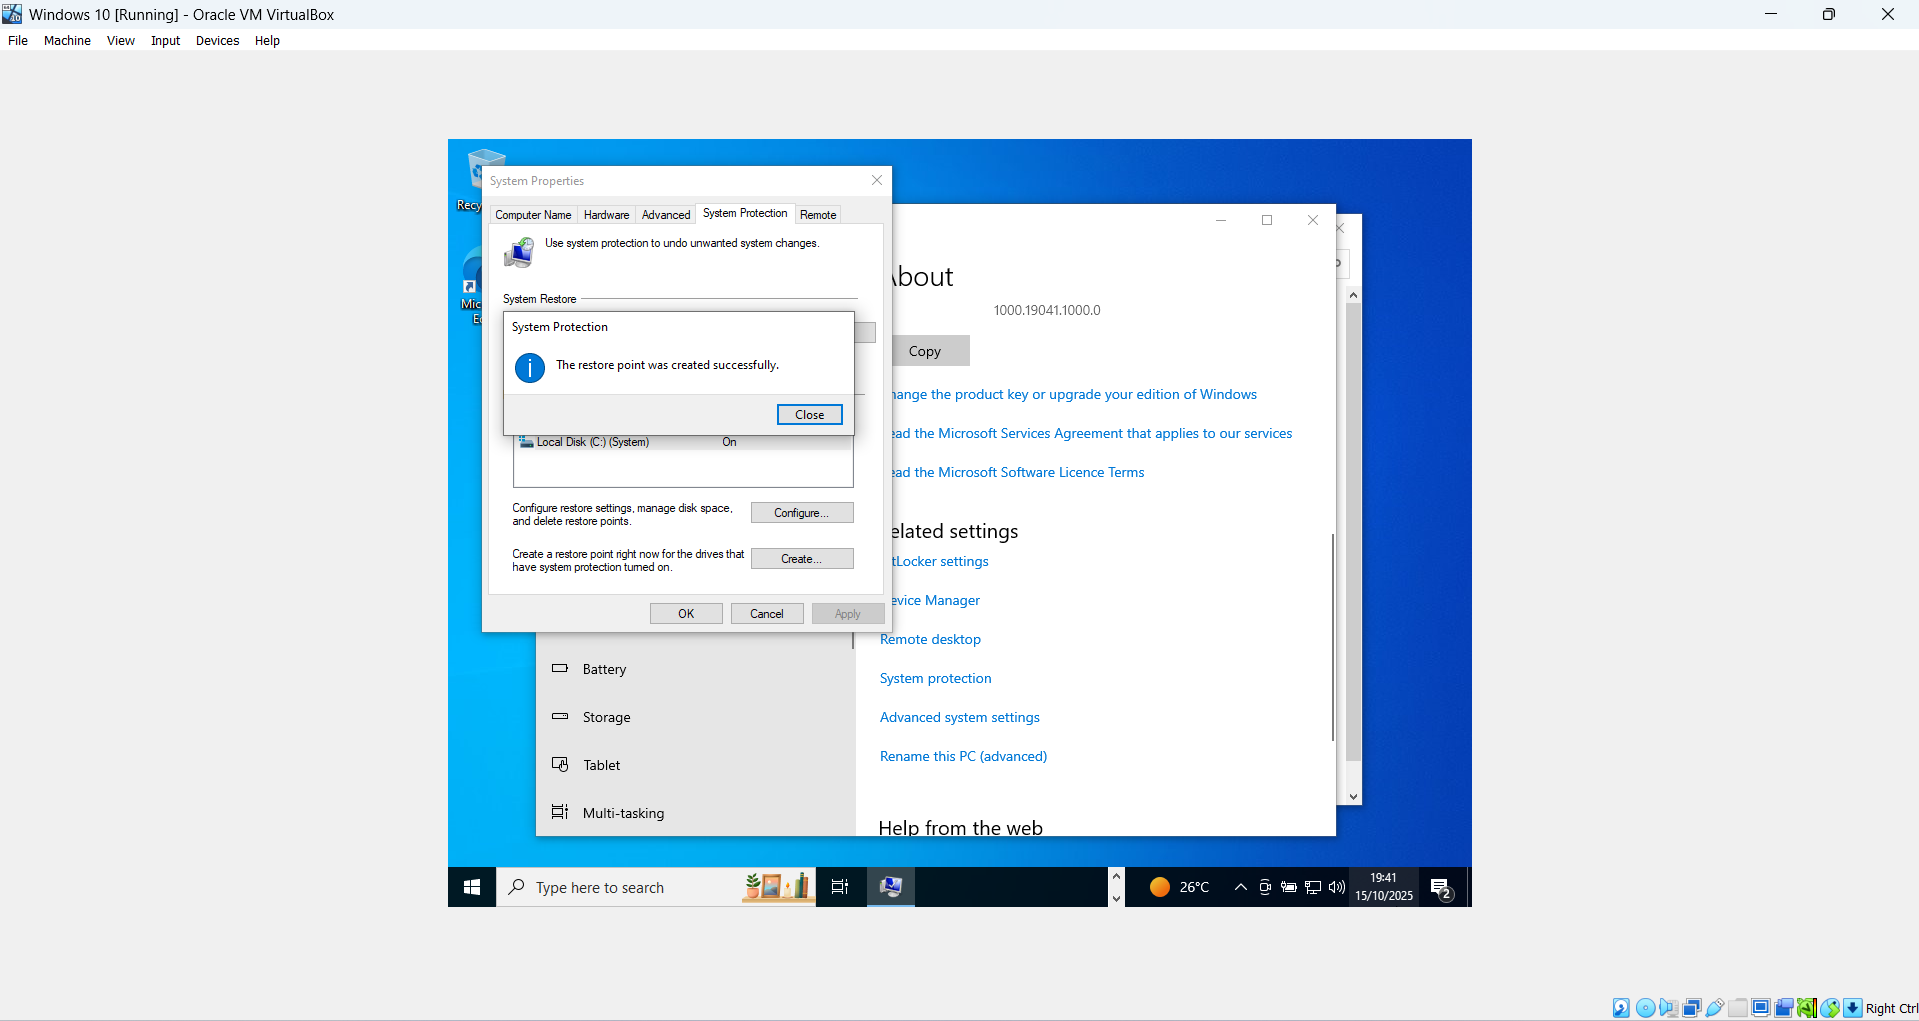 Windows 10 [Running] - Oracle VM VirtualBox
File Machine View Input Devices Help
System Properties
Computer Name Hardware Advanced System Protection Remote
Use system protection to undo unwanted system changes.
System Restore
System Protection
The restore point was created successfully.
Close
Local Disk (C:) (System) On
Configure restore settings, manage disk space,
and delete restore points.
Configure...
Create a restore point right now for the drives that
have system protection turned on.
Create...
OK Cancel Apply
About
1000.19041.1000.0
Copy
hange the product key or upgrade your edition of Windows
ead the Microsoft Services Agreement that applies to our services
ead the Microsoft Software Licence Terms
elated settings
tLocker settings
evice Manager
Remote desktop
System protection
Advanced system settings
Rename this PC (advanced)
Help from the web
Battery
Storage
Tablet
Multi-tasking
Recy
Mic
E
Type here to search
26°C
19:41
15/10/2025
2
Right Ctrl